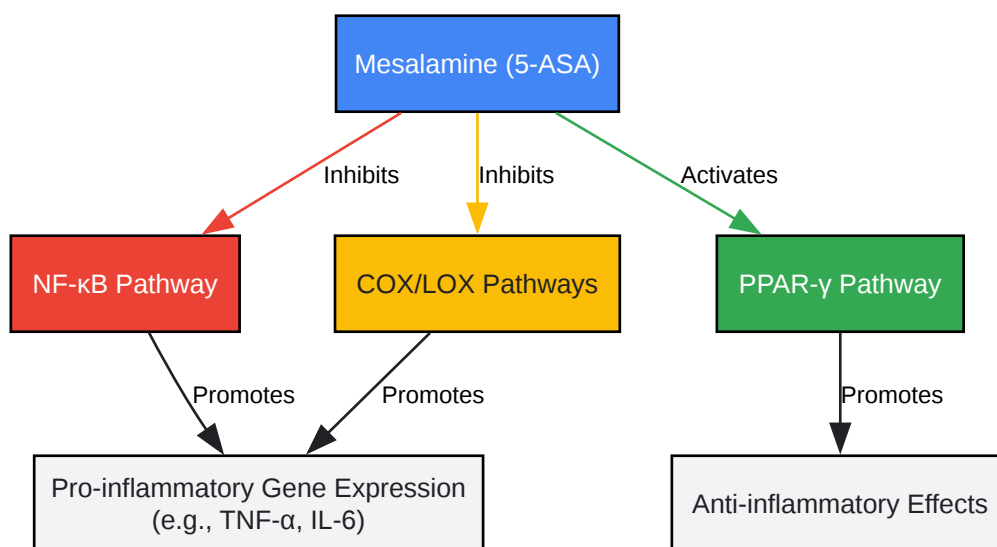 Mesalamine (5-ASA)
Inhibits
Inhibits
Activates
NF-κB Pathway
COX/LOX Pathways
PPAR-γ Pathway
Promotes
Promotes
Promotes
Pro-inflammatory Gene Expression
(e.g., TNF-α, IL-6)
Anti-inflammatory Effects